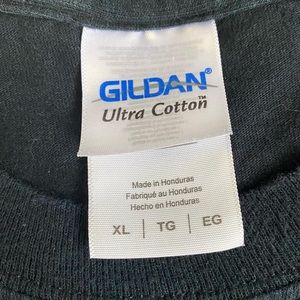 GILDAN®
Ultra Cotton™
Made in Honduras
Fabriqué au Honduras
Hecho en Honduras
XL | TG | EG